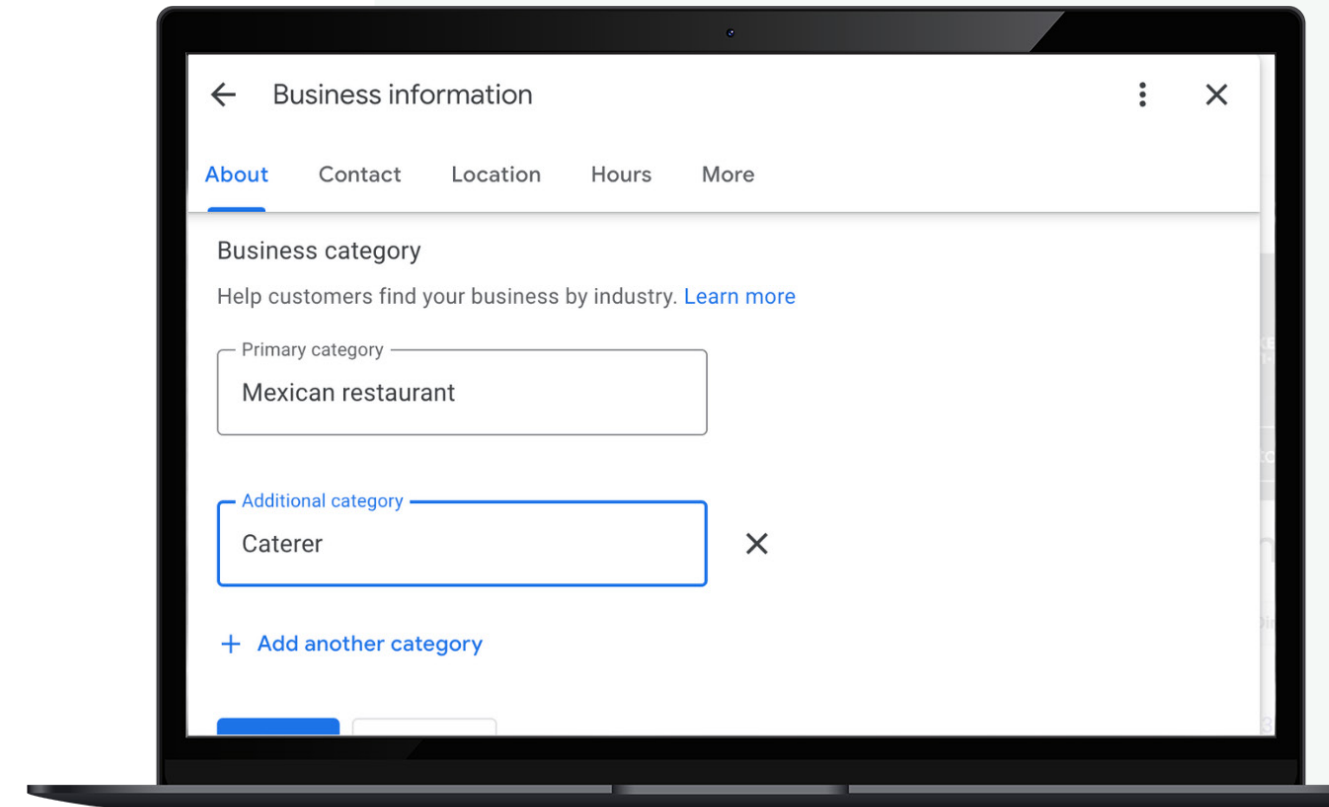 Business information
About Contact Location Hours More
Business category
Help customers find your business by industry. Learn more
Primary category
Mexican restaurant
Additional category
Caterer
+ Add another category